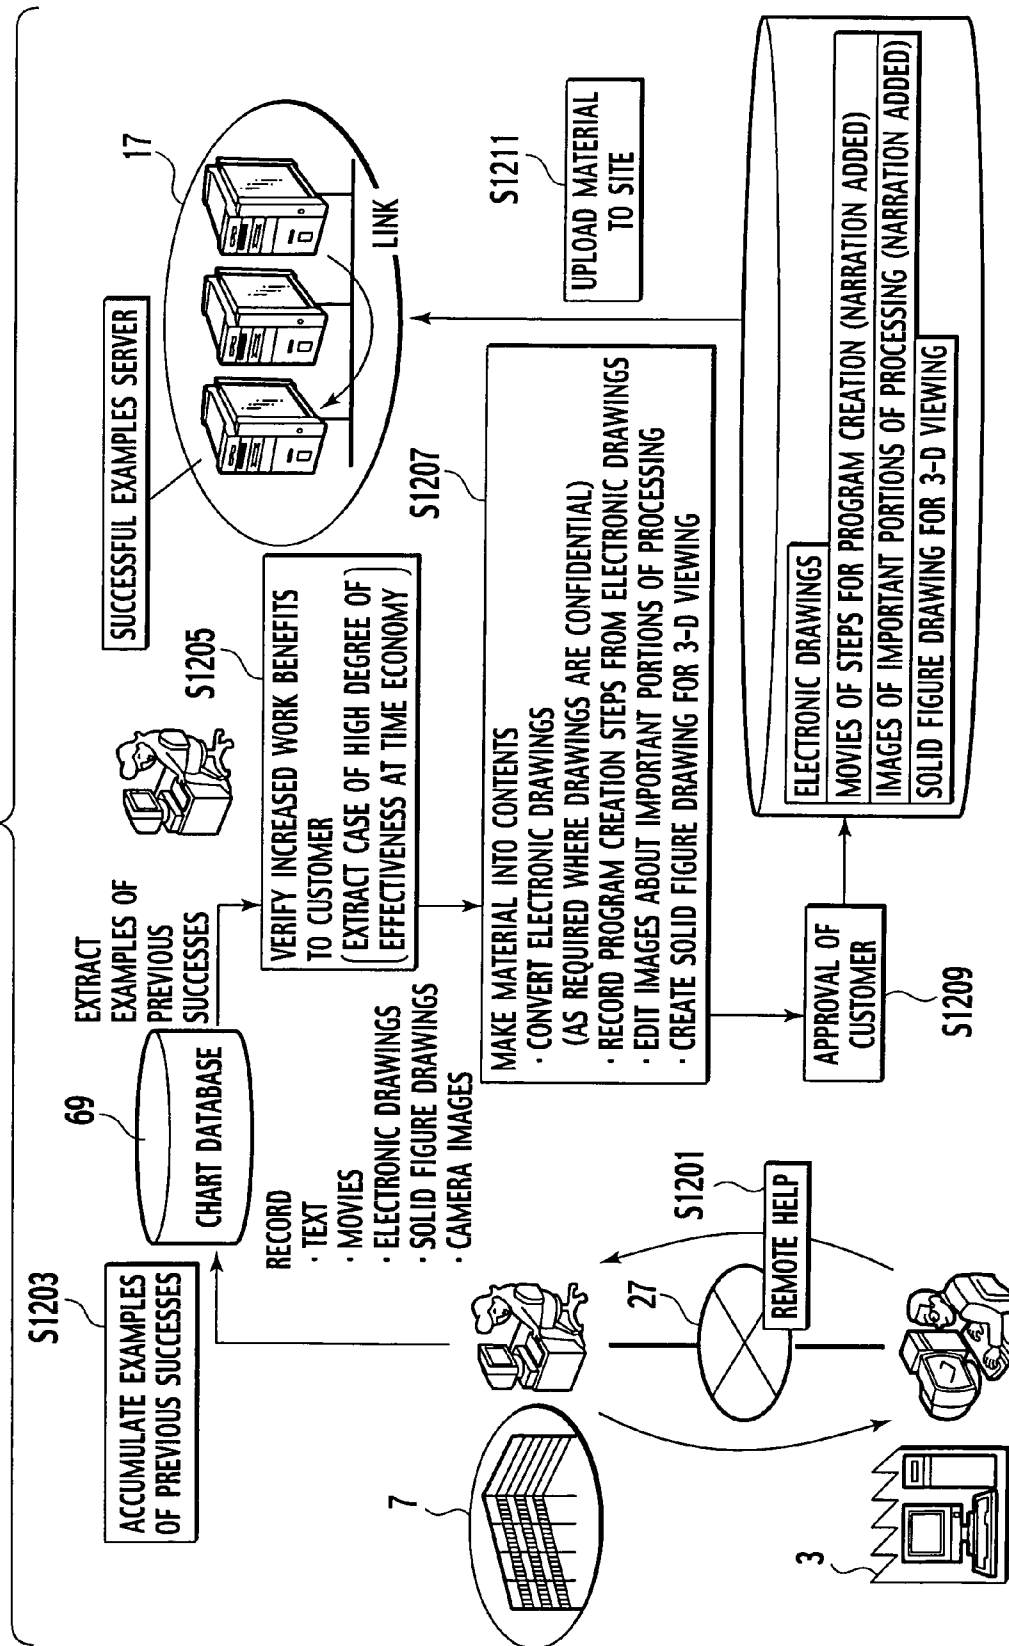 S1203
ACCUMULATE EXAMPLES
OF PREVIOUS SUCCESSES
69
CHART DATABASE
EXTRACT
EXAMPLES OF
PREVIOUS
SUCCESSES
RECORD
· TEXT
· MOVIES
· ELECTRONIC DRAWINGS
· SOLID FIGURE DRAWINGS
· CAMERA IMAGES
7
3
27
S1201
REMOTE HELP
S1205
VERIFY INCREASED WORK BENEFITS
TO CUSTOMER
(EXTRACT CASE OF HIGH DEGREE OF
EFFECTIVENESS AT TIME ECONOMY)
SUCCESSFUL EXAMPLES SERVER
17
LINK
S1207
MAKE MATERIAL INTO CONTENTS
· CONVERT ELECTRONIC DRAWINGS
(AS REQUIRED WHERE DRAWINGS ARE CONFIDENTIAL)
· RECORD PROGRAM CREATION STEPS FROM ELECTRONIC DRAWINGS
· EDIT IMAGES ABOUT IMPORTANT PORTIONS OF PROCESSING
· CREATE SOLID FIGURE DRAWING FOR 3-D VIEWING
APPROVAL OF
CUSTOMER
S1209
S1211
UPLOAD MATERIAL
TO SITE
ELECTRONIC DRAWINGS
MOVIES OF STEPS FOR PROGRAM CREATION (NARRATION ADDED)
IMAGES OF IMPORTANT PORTIONS OF PROCESSING (NARRATION ADDED)
SOLID FIGURE DRAWING FOR 3-D VIEWING